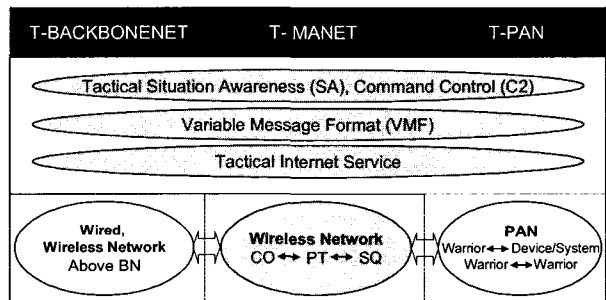 T-BACKBONENET T- MANET T-PAN
Tactical Situation Awareness (SA), Command Control (C2)
Variable Message Format (VMF)
Tactical Internet Service
Wired,
Wireless Network
Above BN
Wireless Network
CO↔PT↔SQ
PAN
Warrior↔Device/System
Warrior↔Warrior